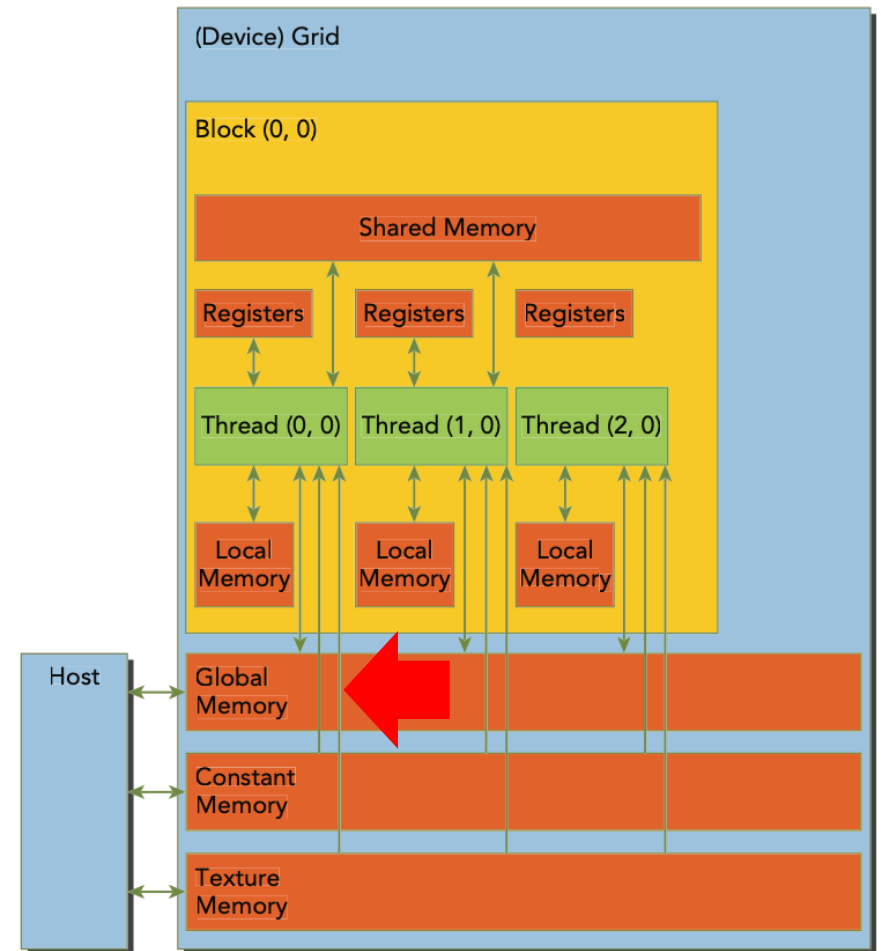 (Device) Grid
Block (0, 0)
Shared Memory
Registers
Registers
Registers
Thread (0, 0)
Thread (1, 0)
Thread (2, 0)
Local
Memory
Local
Memory
Local
Memory
Host
Global
Memory
Constant
Memory
Texture
Memory